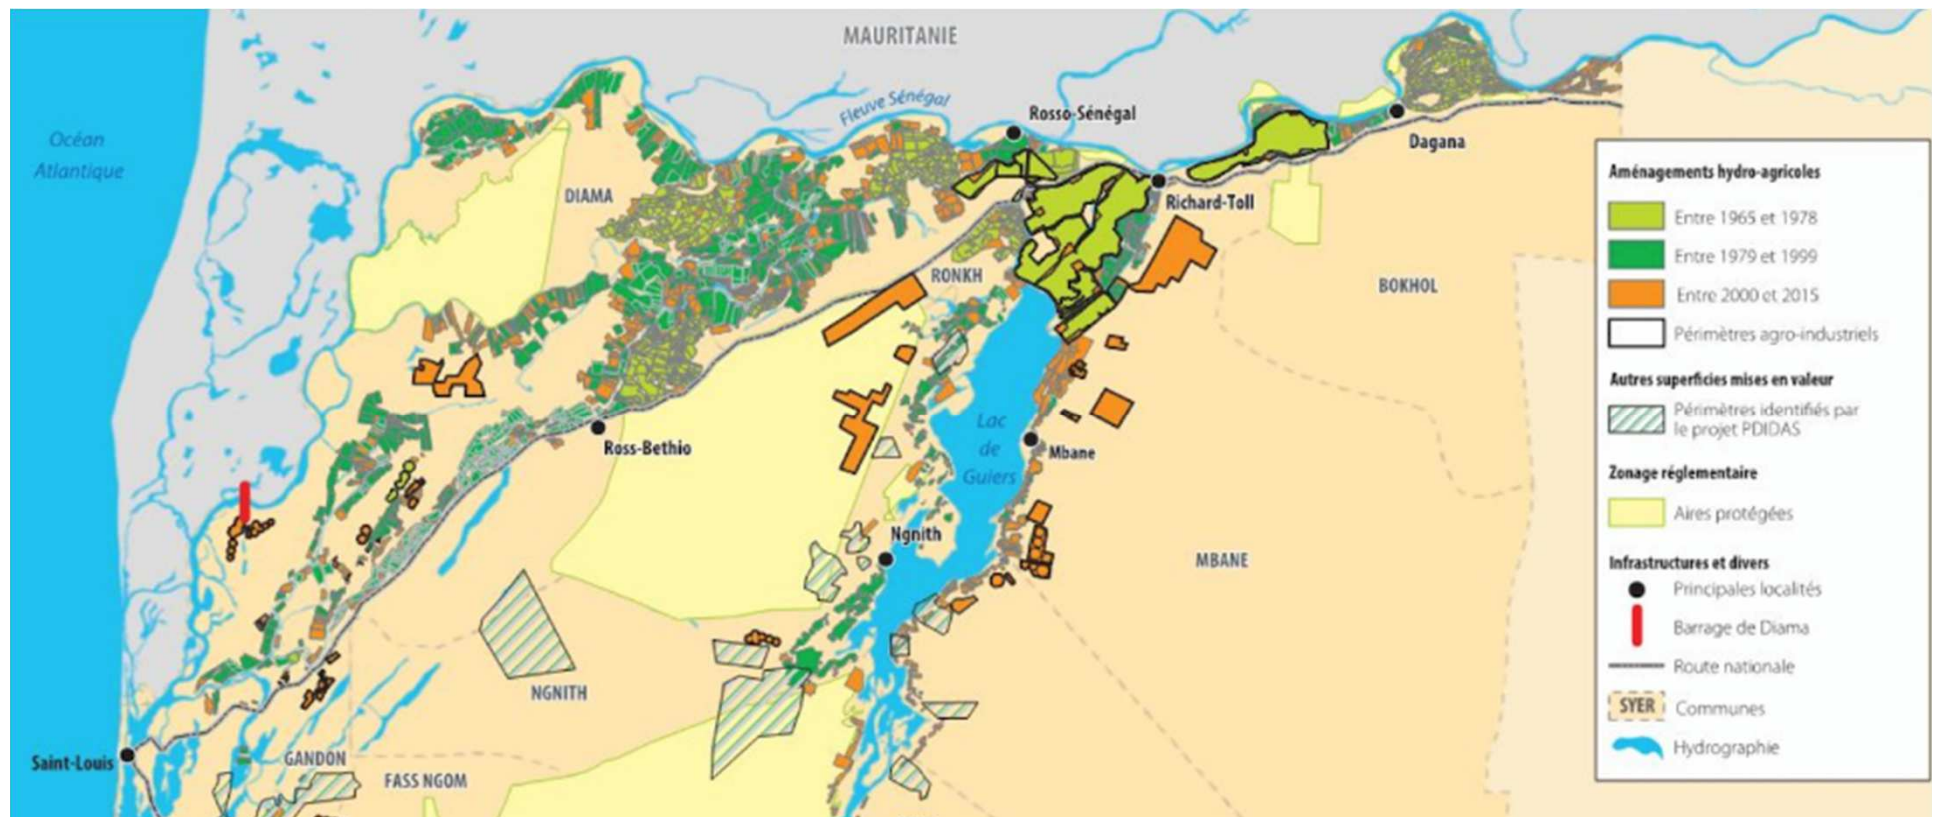 MAURITANIE
Océan
Atlantique
Fleuve Sénégal
Rosso-Sénégal
Dagana
DIAMA
Richard-Toll
RONKH
BOKHOL
Lac
de
Guiers
Ross-Bethio
Mbane
Ngnith
MBANE
NGNITH
Saint-Louis
GANDON
FASS NGOM
Aménagements hydro-agricoles
Entre 1965 et 1978
Entre 1979 et 1999
Entre 2000 et 2015
Périmètres agro-industriels
Autres superficies mises en valeur
Périmètres identifiés par
le projet PDIDAS
Zonage réglementaire
Aires protégées
Infrastructures et divers
Principales localités
Barrage de Diama
Route nationale
SYER Communes
Hydrographie